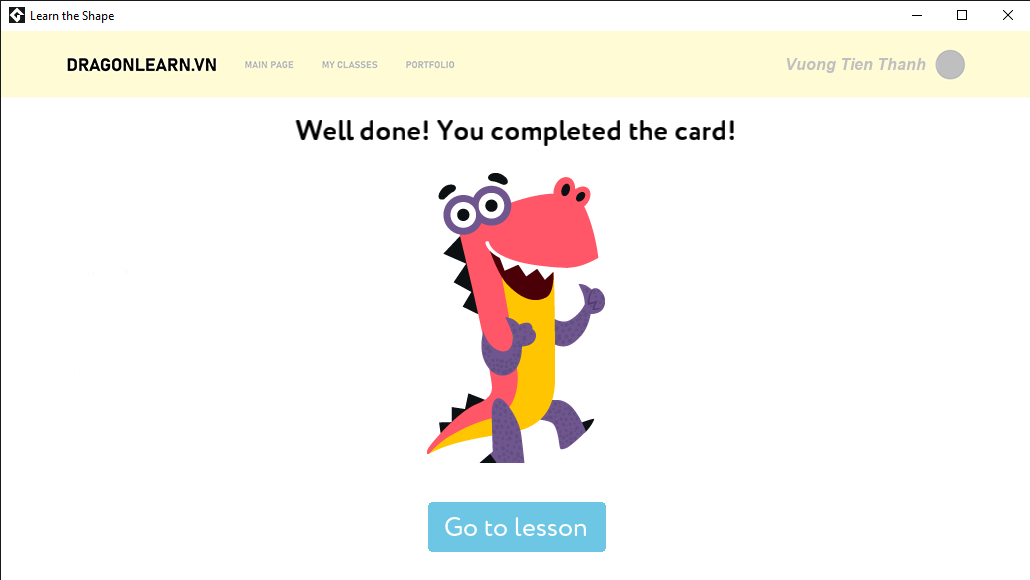 Learn the Shape
DRAGONLEARN.VN MAIN PAGE MY CLASSES PORTFOLIO Vuong Tien Thanh
Well done! You completed the card!
Go to lesson